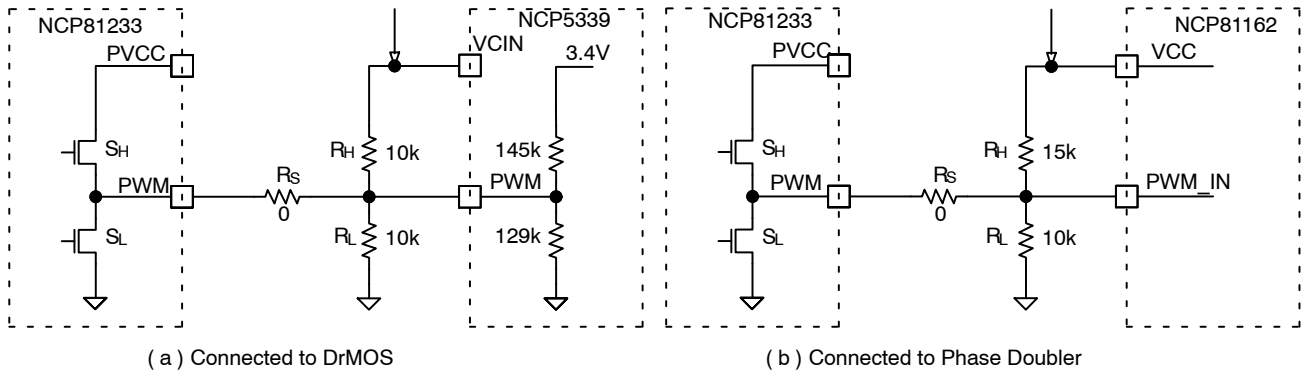 NCP81233
PVCC
SH
PWM
SL
RS
0
RH
10k
RL
10k
NCP5339
VCIN
3.4V
145k
PWM
129k
( a ) Connected to DrMOS
NCP81233
PVCC
SH
PWM
SL
RS
0
RH
15k
RL
10k
NCP81162
VCC
PWM_IN
( b ) Connected to Phase Doubler